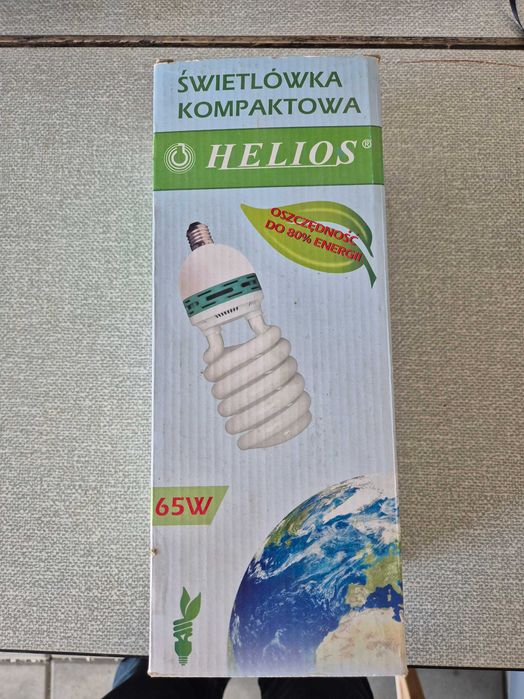 ŚWIETLÓWKA
KOMPAKTOWA
HELIOS®
OSZCZĘDNOŚĆ
DO 80% ENERGII
65W